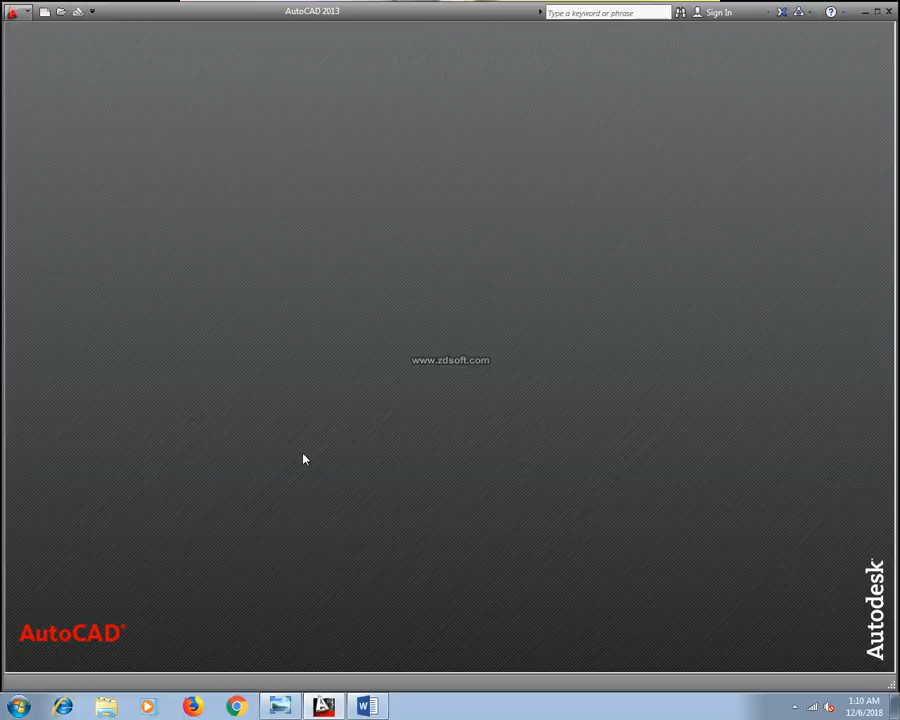 AutoCAD 2013
Type a keyword or phrase
Sign In
www.zdsoft.com
AutoCAD®
Autodesk
1:10 AM
12/6/2018